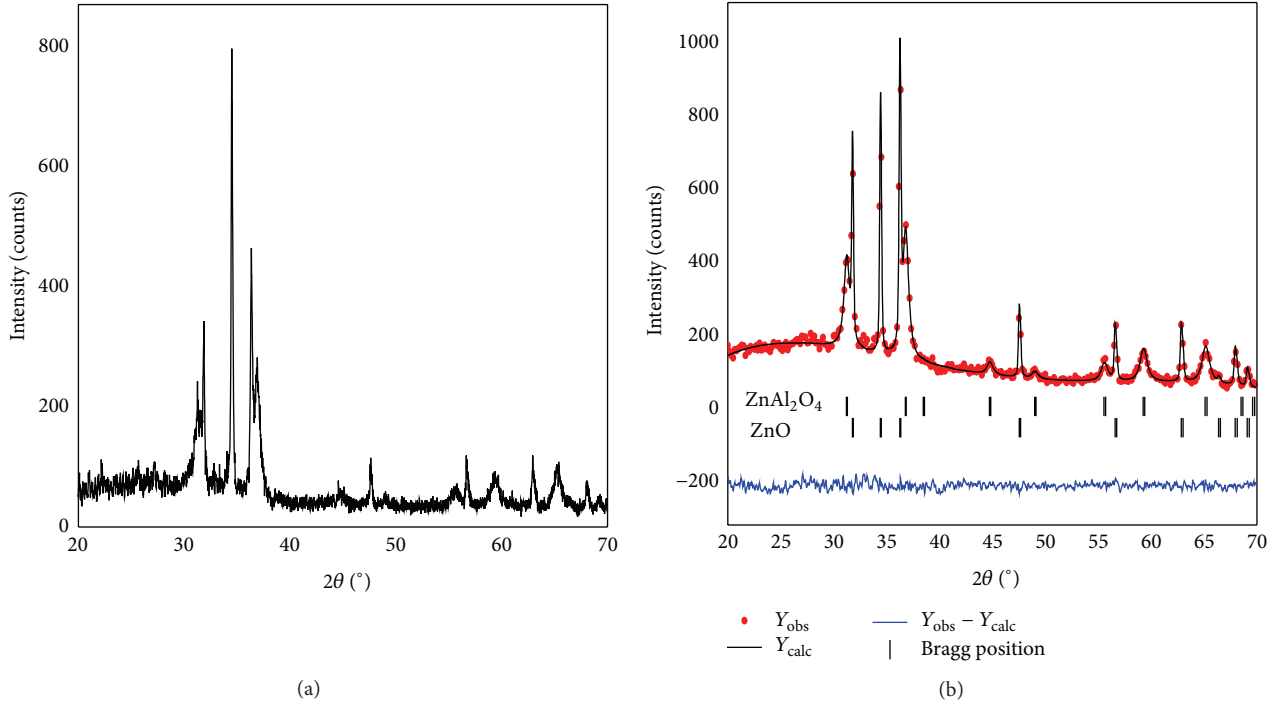 800
600
400
200
0
Intensity (counts)
20 30 40 50 60 70
2θ (°)
(a)
1000
800
600
400
200
0
−200
Intensity (counts)
ZnAl₂O₄
ZnO
20 30 35 40 45 50 55 60 65 70
2θ (°)
Yobs
Yobs − Ycalc
Ycalc
Bragg position
(b)